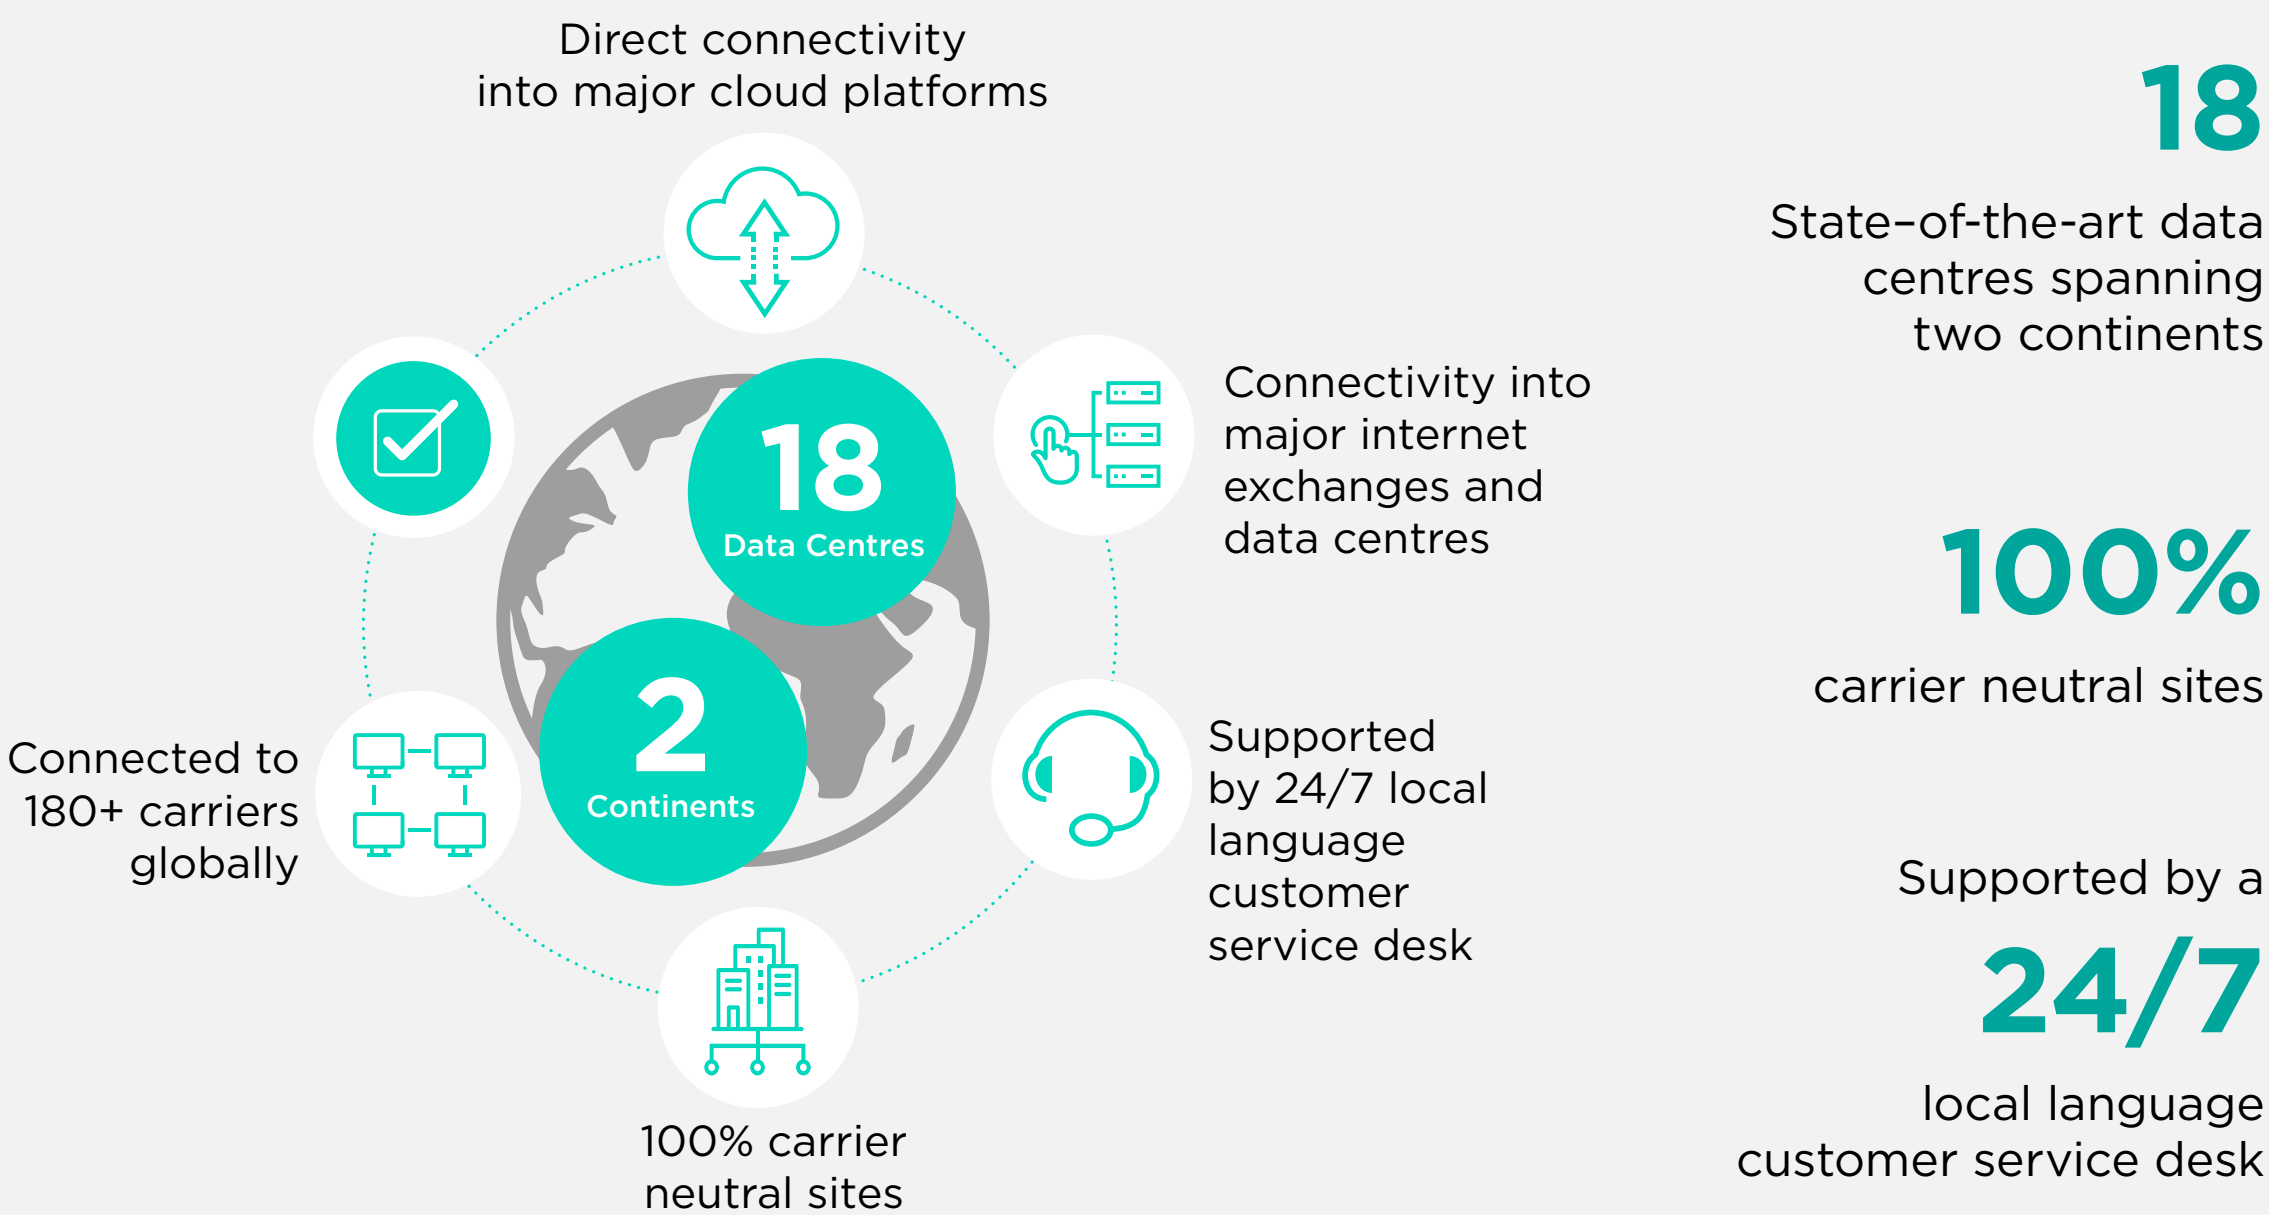 Direct connectivity
into major cloud platforms
18
Data Centres
2
Continents
Connectivity into
major internet
exchanges and
data centres
Supported
by 24/7 local
language
customer
service desk
100% carrier
neutral sites
Connected to
180+ carriers
globally
18
State–of-the-art data
centres spanning
two continents
100%
carrier neutral sites
Supported by a
24/7
local language
customer service desk